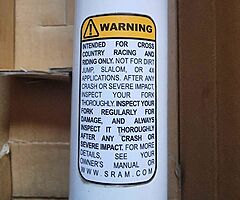 WARNING
INTENDED FOR CROSS
COUNTRY RACING AND
RIDING ONLY. NOT FOR DIRT
JUMP, SLALOM, OR 4X
APPLICATIONS. AFTER ANY
CRASH OR SEVERE IMPACT,
INSPECT YOUR FORK
THOROUGHLY. INSPECT YOUR
FORK REGULARLY FOR
DAMAGE, AND ALWAYS
INSPECT IT THOROUGHLY
AFTER ANY CRASH OR
SEVERE IMPACT. FOR MORE
DETAILS, SEE YOUR
OWNER'S MANUAL OR
WWW.SRAM.COM